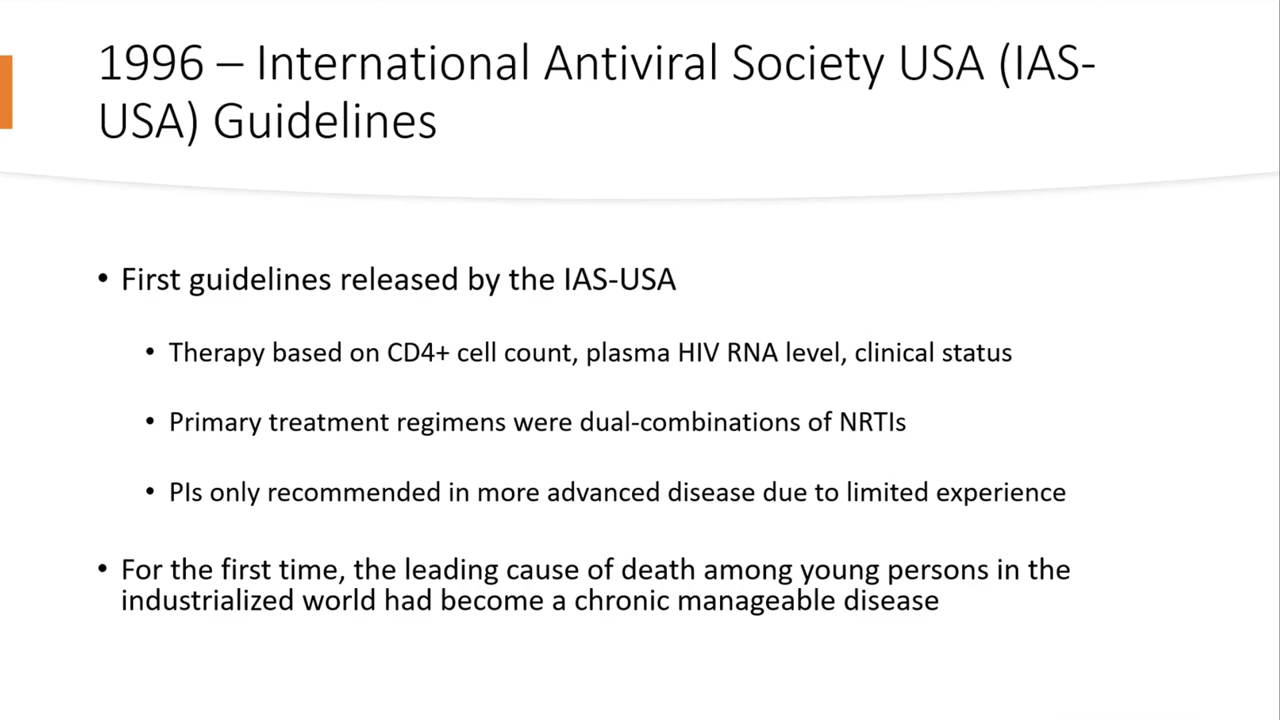 1996 – International Antiviral Society USA (IAS-
USA) Guidelines
• First guidelines released by the IAS-USA
• Therapy based on CD4+ cell count, plasma HIV RNA level, clinical status
• Primary treatment regimens were dual-combinations of NRTIs
• PIs only recommended in more advanced disease due to limited experience
• For the first time, the leading cause of death among young persons in the
industrialized world had become a chronic manageable disease